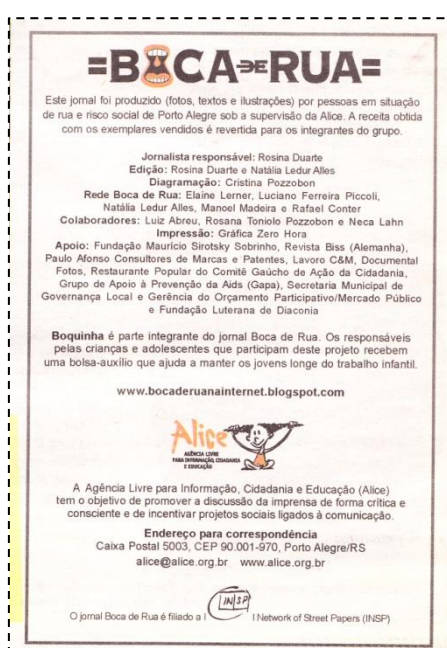 =BOCA DE RUA=
Este jornal foi produzido (fotos, textos e ilustrações) por pessoas em situação
de rua e risco social de Porto Alegre sob a supervisão da Alice. A receita obtida
com os exemplares vendidos é revertida para os integrantes do grupo.
Jornalista responsável: Rosina Duarte
Edição: Rosina Duarte e Natália Ledur Alles
Diagramação: Cristina Pozzobon
Rede Boca de Rua: Elaine Lerner, Luciano Ferreira Piccoli,
Natália Ledur Alles, Manoel Madeira e Rafael Conter
Colaboradores: Luiz Abreu, Rosana Toniolo Pozzobon e Neca Lahn
Impressão: Gráfica Zero Hora
Apoio: Fundação Maurício Sirotsky Sobrinho, Revista Biss (Alemanha),
Paulo Afonso Consultores de Marcas e Patentes, Lavoro C&M, Documental
Fotos, Restaurante Popular do Comitê Gaúcho de Ação da Cidadania,
Grupo de Apoio à Prevenção da Aids (Gapa), Secretaria Municipal de
Governança Local e Gerência do Orçamento Participativo/Mercado Público
e Fundação Luterana de Diaconia
Boquinha é parte integrante do jornal Boca de Rua. Os responsáveis
pelas crianças e adolescentes que participam deste projeto recebem
uma bolsa-auxílio que ajuda a manter os jovens longe do trabalho infantil.
www.bocaderuanainternet.blogspot.com
Alice
AGÊNCIA LIVRE
PARA INFORMAÇÃO, CIDADANIA
E EDUCAÇÃO
A Agência Livre para Informação, Cidadania e Educação (Alice)
tem o objetivo de promover a discussão da imprensa de forma crítica e
consciente e de incentivar projetos sociais ligados à comunicação.
Endereço para correspondência
Caixa Postal 5003, CEP 90.001-970, Porto Alegre/RS
alice@alice.org.br www.alice.org.br
INSP
O jornal Boca de Rua é filiado a I I Network of Street Papers (INSP)